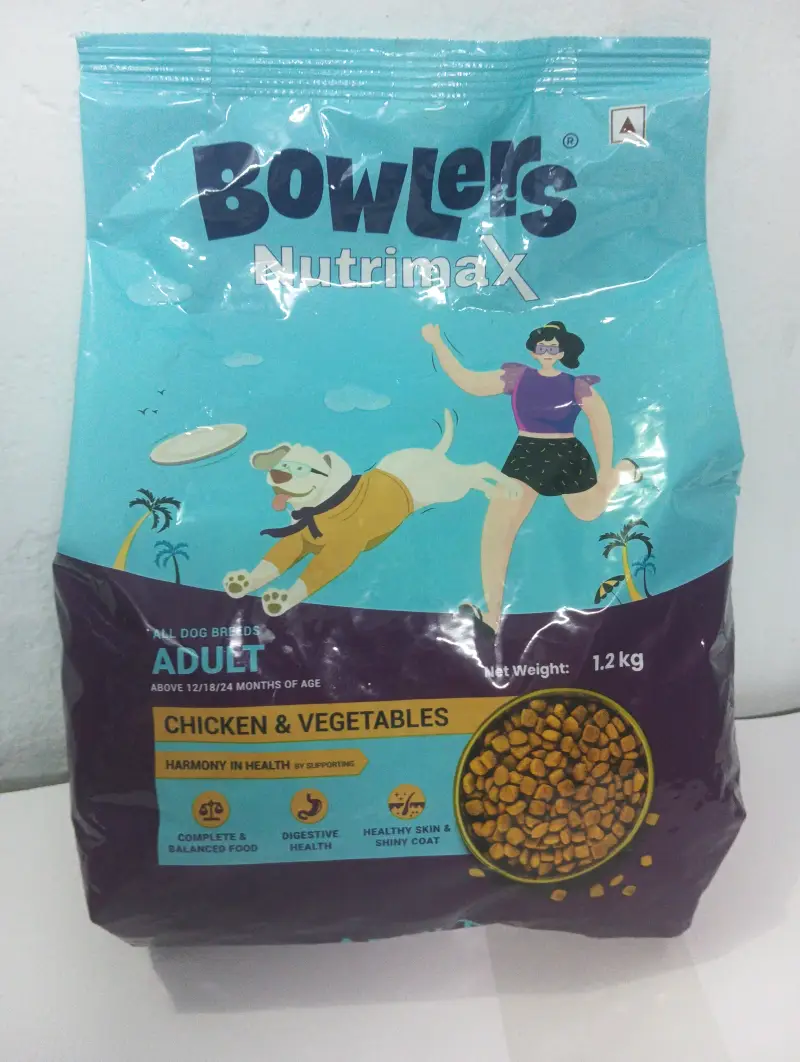 BOWLers ®
NutrimaX
ALL DOG BREEDS
ADULT
ABOVE 12/18/24 MONTHS OF AGE
Net Weight: 1.2 kg
CHICKEN & VEGETABLES
HARMONY IN HEALTH BY SUPPORTING
COMPLETE &
BALANCED FOOD
DIGESTIVE
HEALTH
HEALTHY SKIN &
SHINY COAT